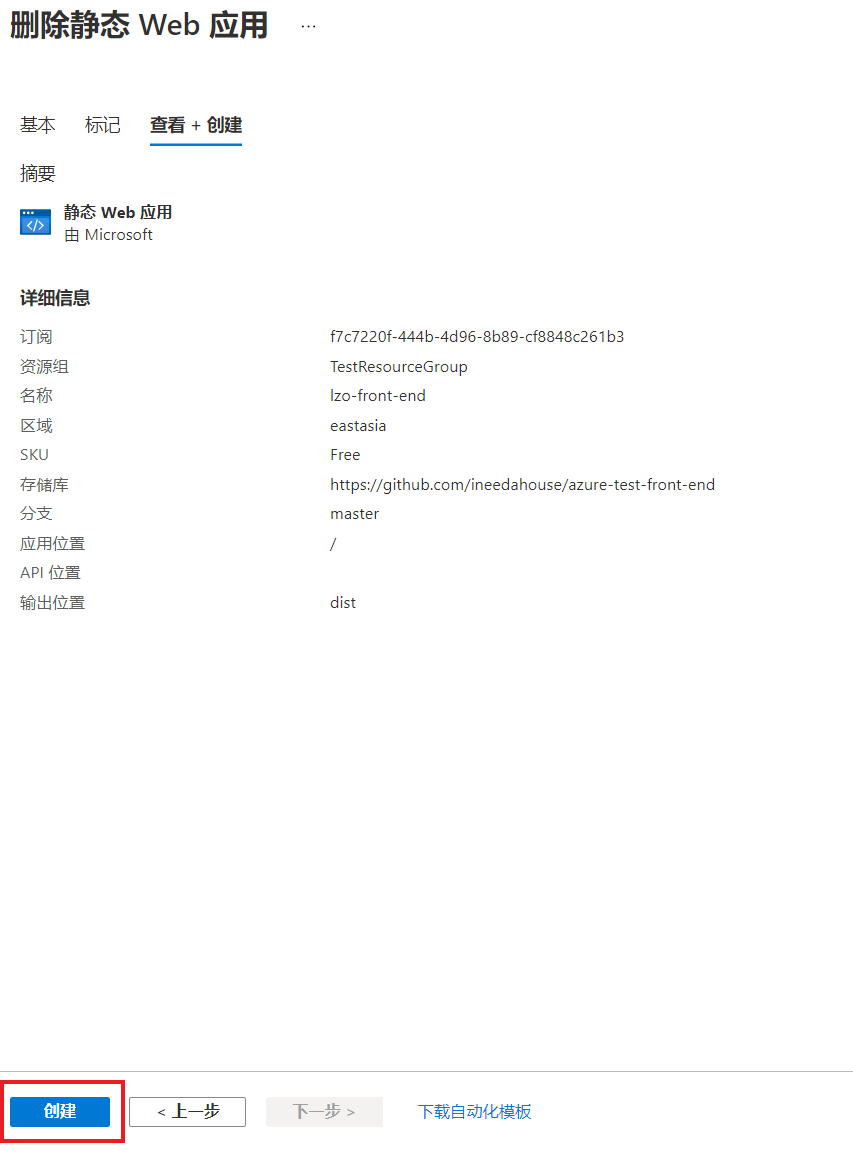 删除静态 Web 应用 ...
基本 标记 查看 + 创建
摘要
静态 Web 应用
由 Microsoft
详细信息
订阅 f7c7220f-444b-4d96-8b89-cf8848c261b3
资源组 TestResourceGroup
名称 lzo-front-end
区域 eastasia
SKU Free
存储库 https://github.com/ineedahouse/azure-test-front-end
分支 master
应用位置 /
API 位置
输出位置 dist
创建 < 上一步 下一步 > 下载自动化模板